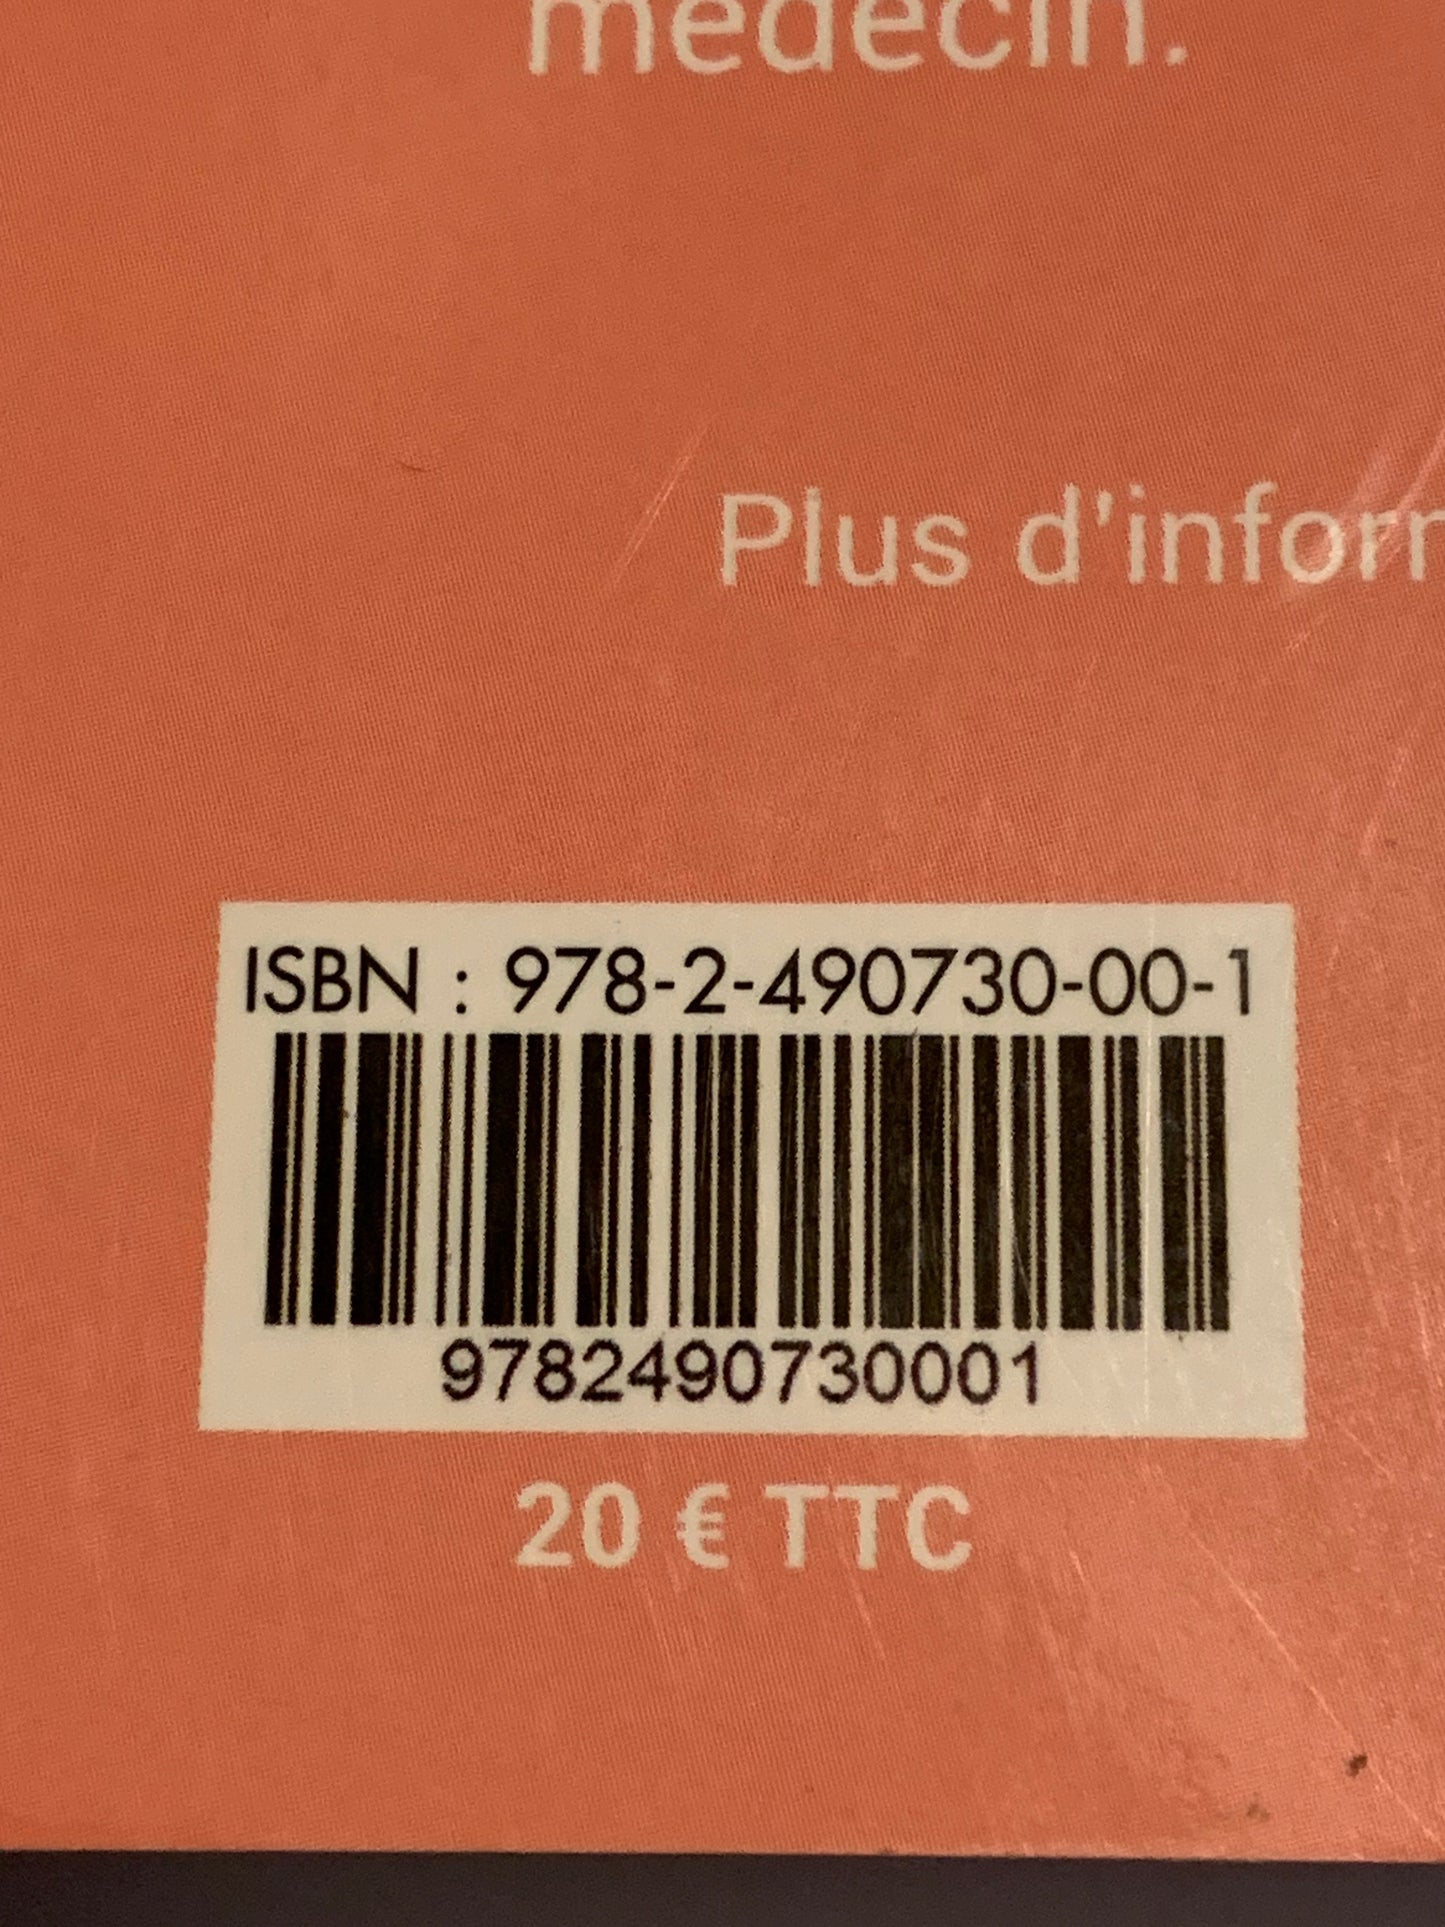 médecin.
Plus d'inform
ISBN : 978-2-490730-00-1
9782490730001
20 € TTC